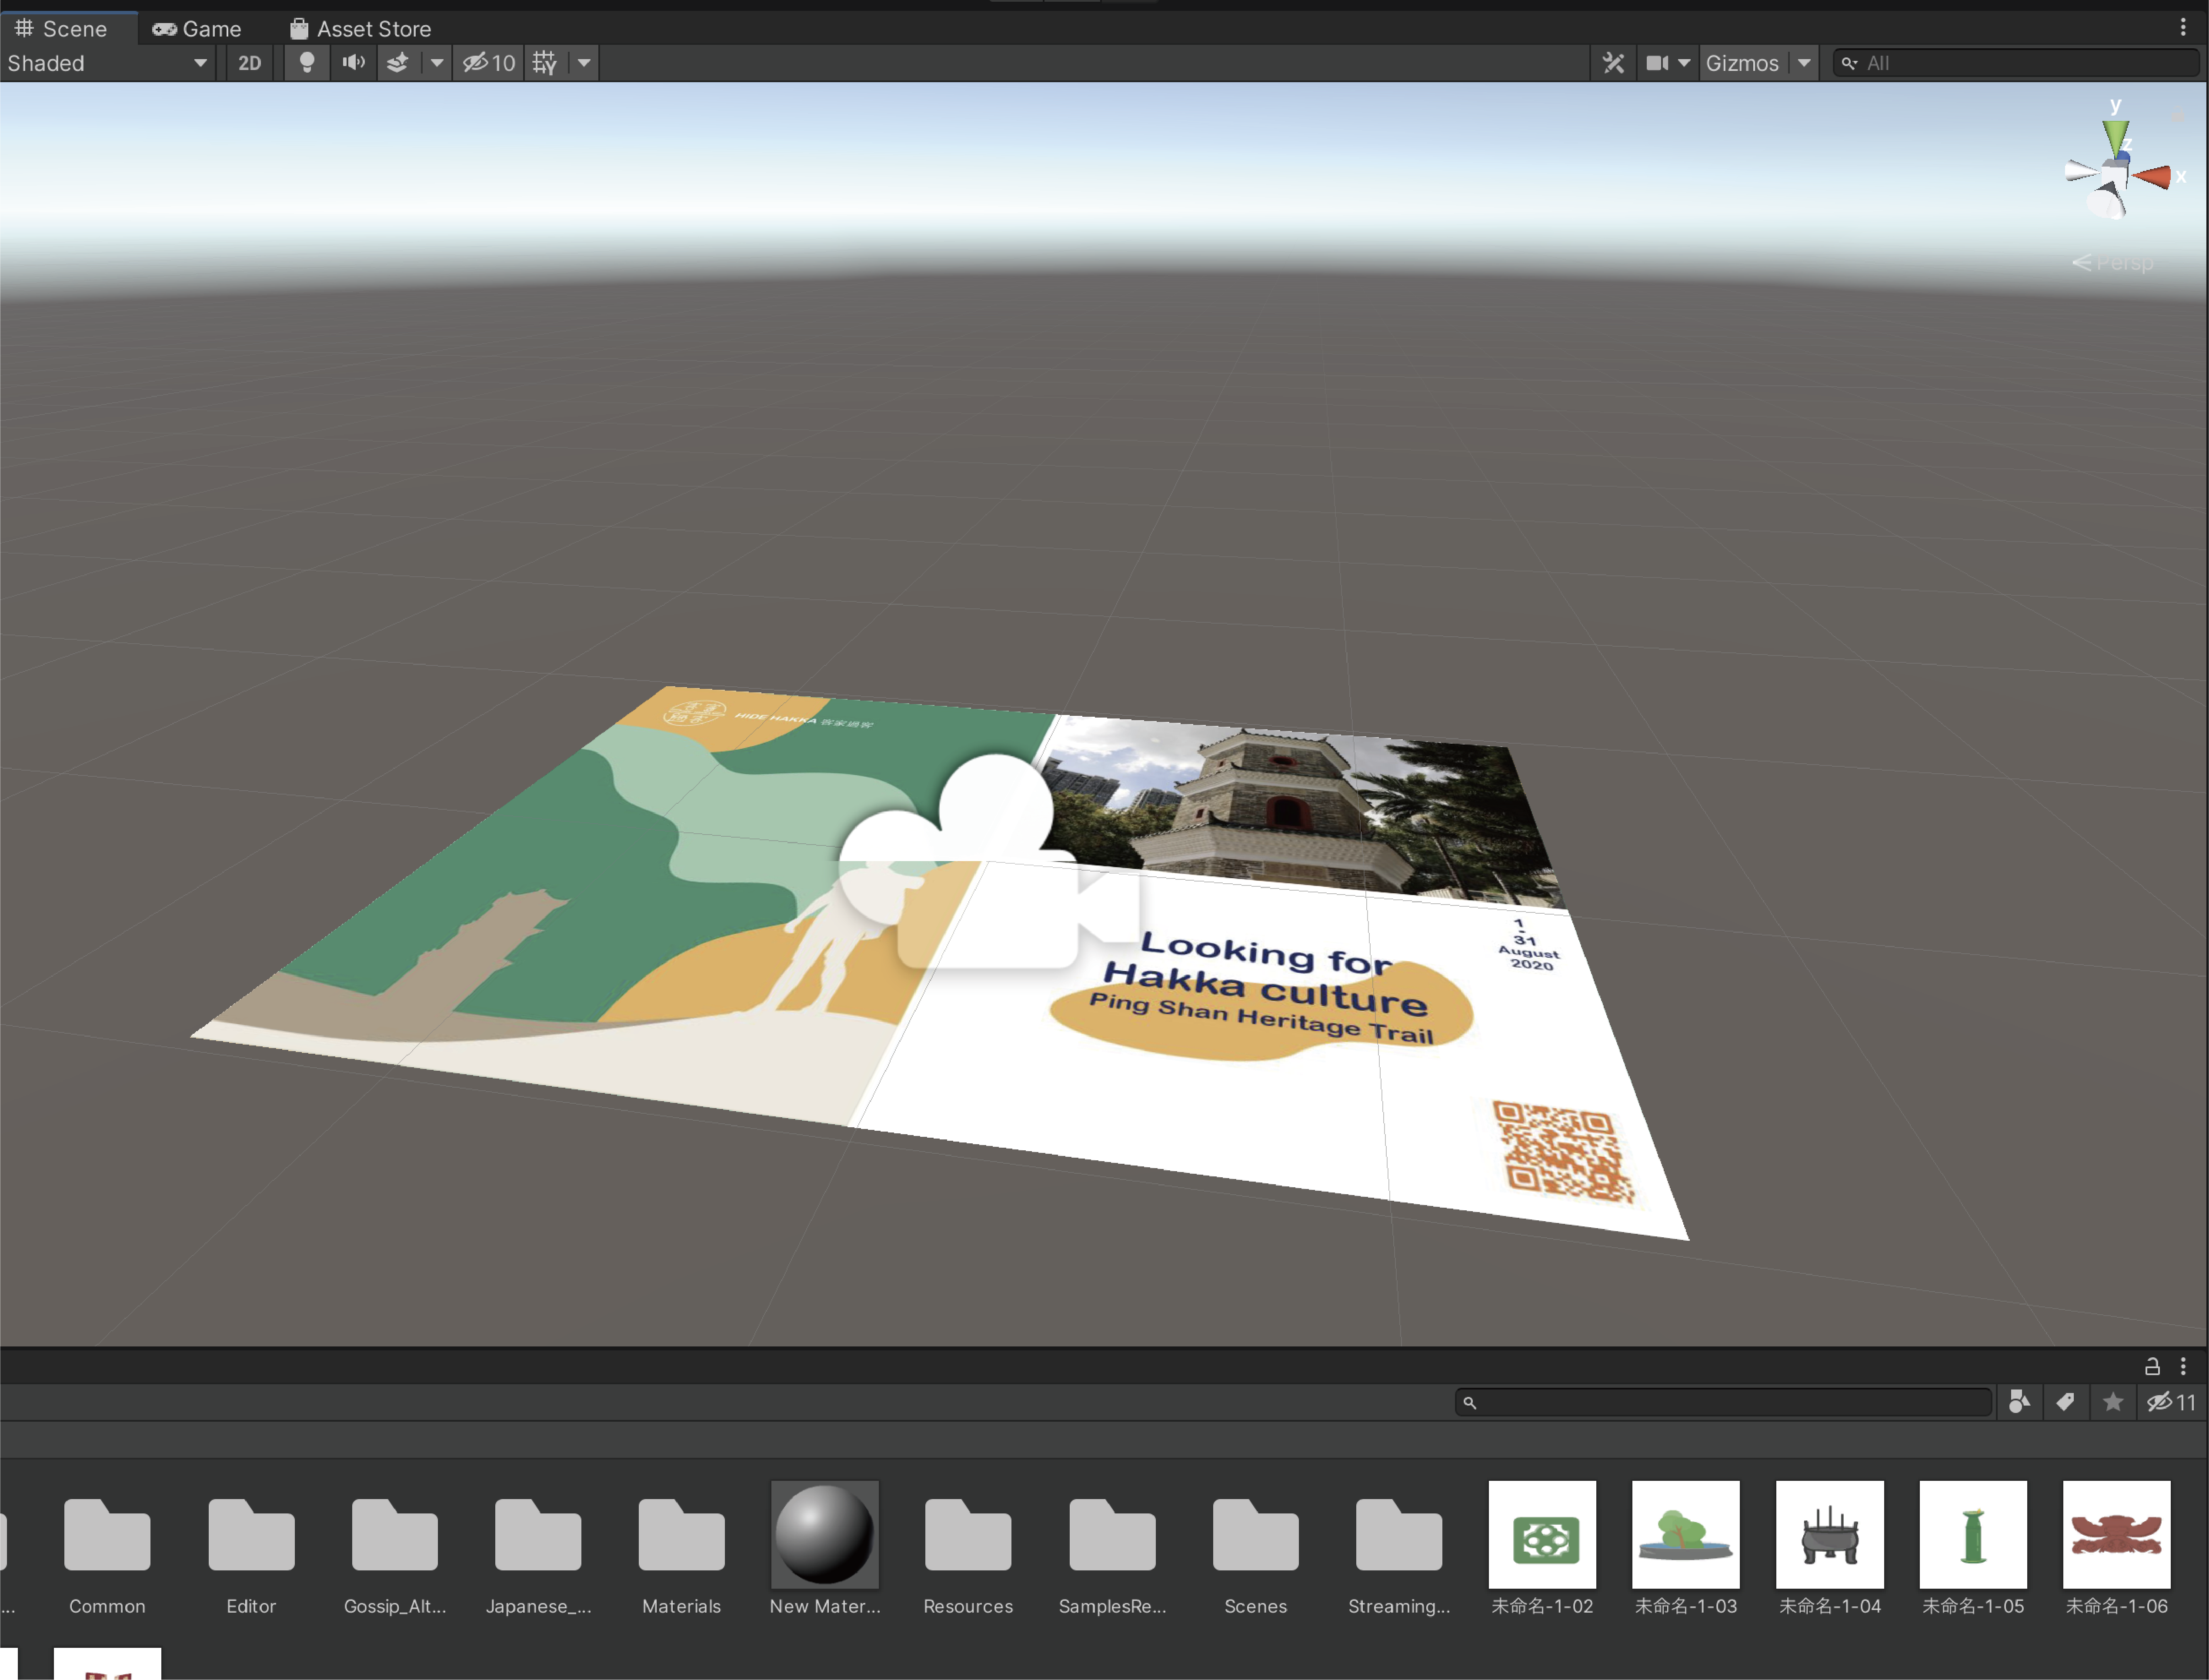 Scene
Game
Asset Store
Shaded
2D
10
Gizmos
All
y
z
x
Persp
HIDE HAKKA 客家過客
1
-
31
August
2020
Looking for
Hakka culture
Ping Shan Heritage Trail
11
...
Common
Editor
Gossip_Alt...
Japanese_...
Materials
New Mater...
Resources
SamplesRe...
Scenes
Streaming...
未命名-1-02
未命名-1-03
未命名-1-04
未命名-1-05
未命名-1-06